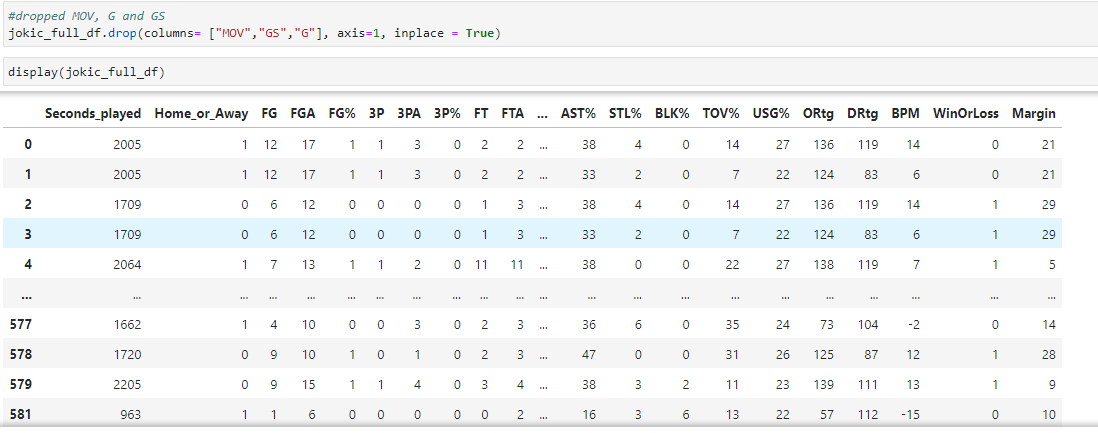 #dropped MOV, G and GS
jokic_full_df.drop(columns= ["MOV","GS","G"], axis=1, inplace = True)
display(jokic_full_df)
Seconds_played Home_or_Away FG FGA FG% 3P 3PA 3P% FT FTA ... AST% STL% BLK% TOV% USG% ORtg DRtg BPM WinOrLoss Margin
0 2005 1 12 17 1 1 3 0 2 2 ... 38 4 0 14 27 136 119 14 0 21
1 2005 1 12 17 1 1 3 0 2 2 ... 33 2 0 7 22 124 83 6 0 21
2 1709 0 6 12 0 0 0 0 1 3 ... 38 4 0 14 27 136 119 14 1 29
3 1709 0 6 12 0 0 0 0 1 3 ... 33 2 0 7 22 124 83 6 1 29
4 2064 1 7 13 1 1 2 0 11 11 ... 38 0 0 22 27 138 119 7 1 5
... ... ... ... ... ... ... ... ... ... ... ... ... ... ... ... ... ... ... ... ... ...
577 1662 1 4 10 0 0 3 0 2 3 ... 36 6 0 35 24 73 104 -2 0 14
578 1720 0 9 10 1 0 1 0 2 3 ... 47 0 0 31 26 125 87 12 1 28
579 2205 0 9 15 1 1 4 0 3 4 ... 38 3 2 11 23 139 111 13 1 9
581 963 1 1 6 0 0 0 0 0 2 ... 16 3 6 13 22 57 112 -15 0 10